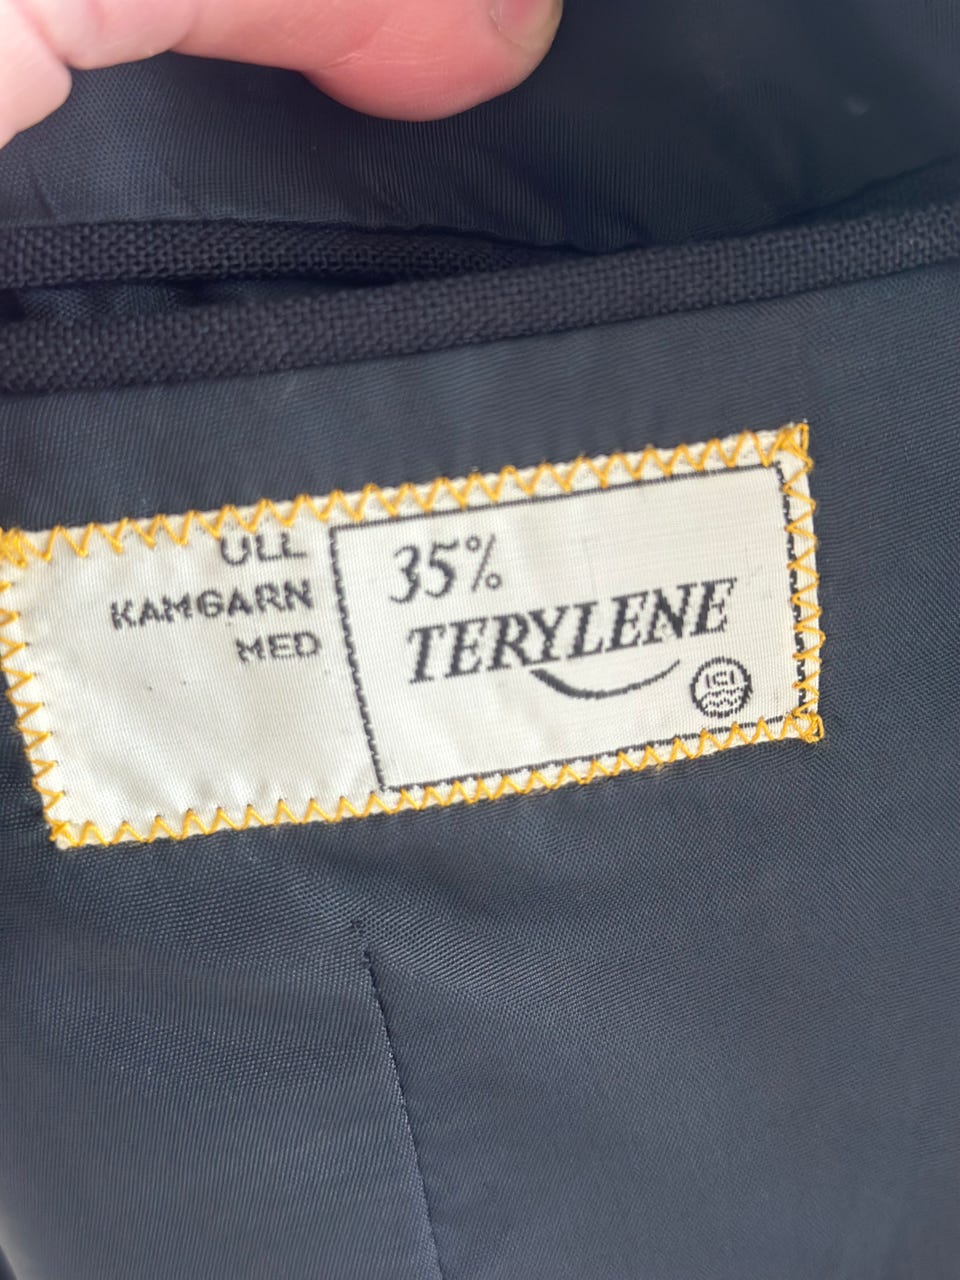 ULL
KAMGARN
MED
35%
TERYLENE
ICI